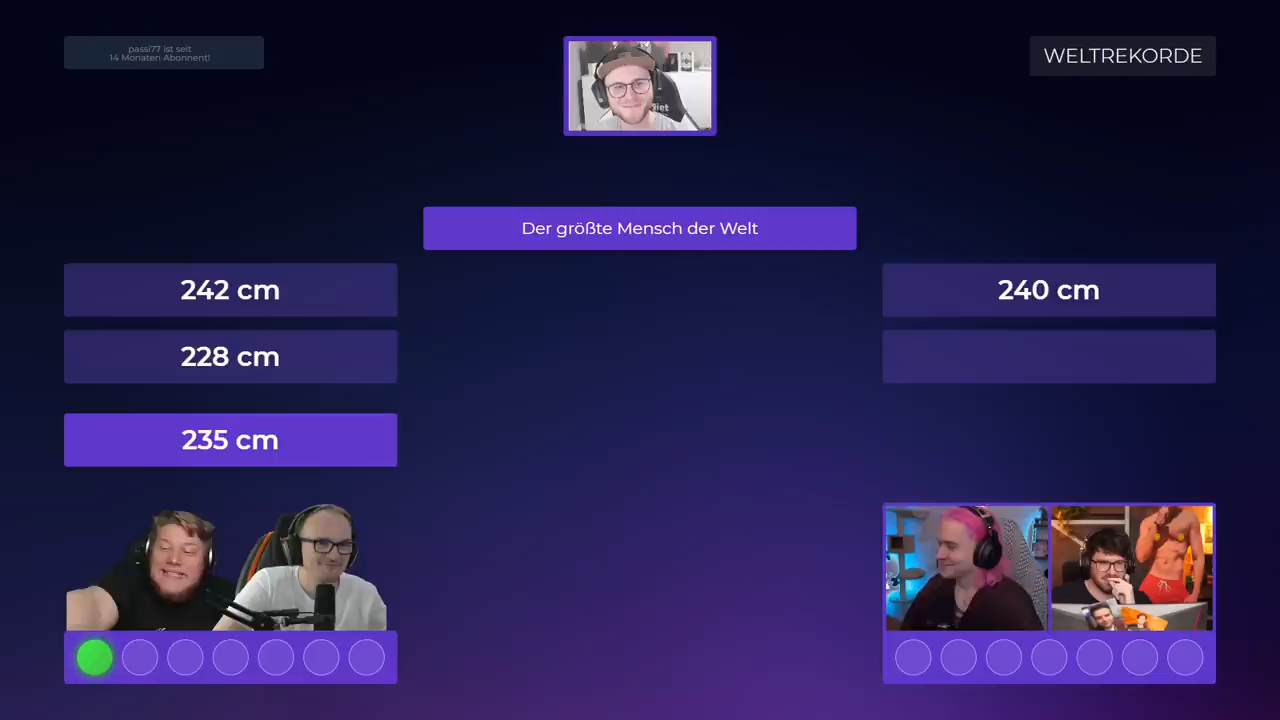 passi77 ist seit
14 Monaten Abonnent!
WELTREKORDE
Der größte Mensch der Welt
242 cm
240 cm
228 cm
235 cm